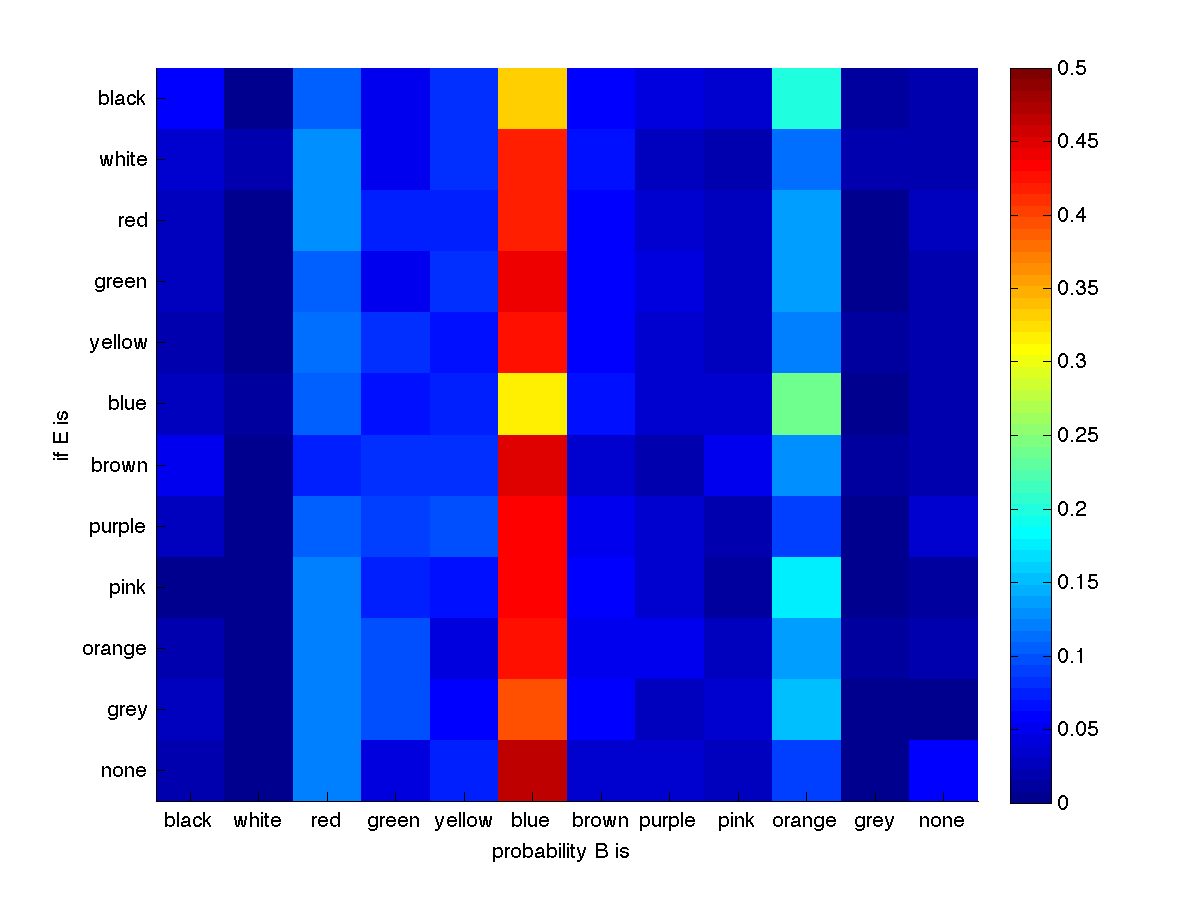 black
white
red
green
yellow
blue
brown
purple
pink
orange
grey
none
if E is
black white red green yellow blue brown purple pink orange grey none
probability B is
0.5
0.45
0.4
0.35
0.3
0.25
0.2
0.15
0.1
0.05
0